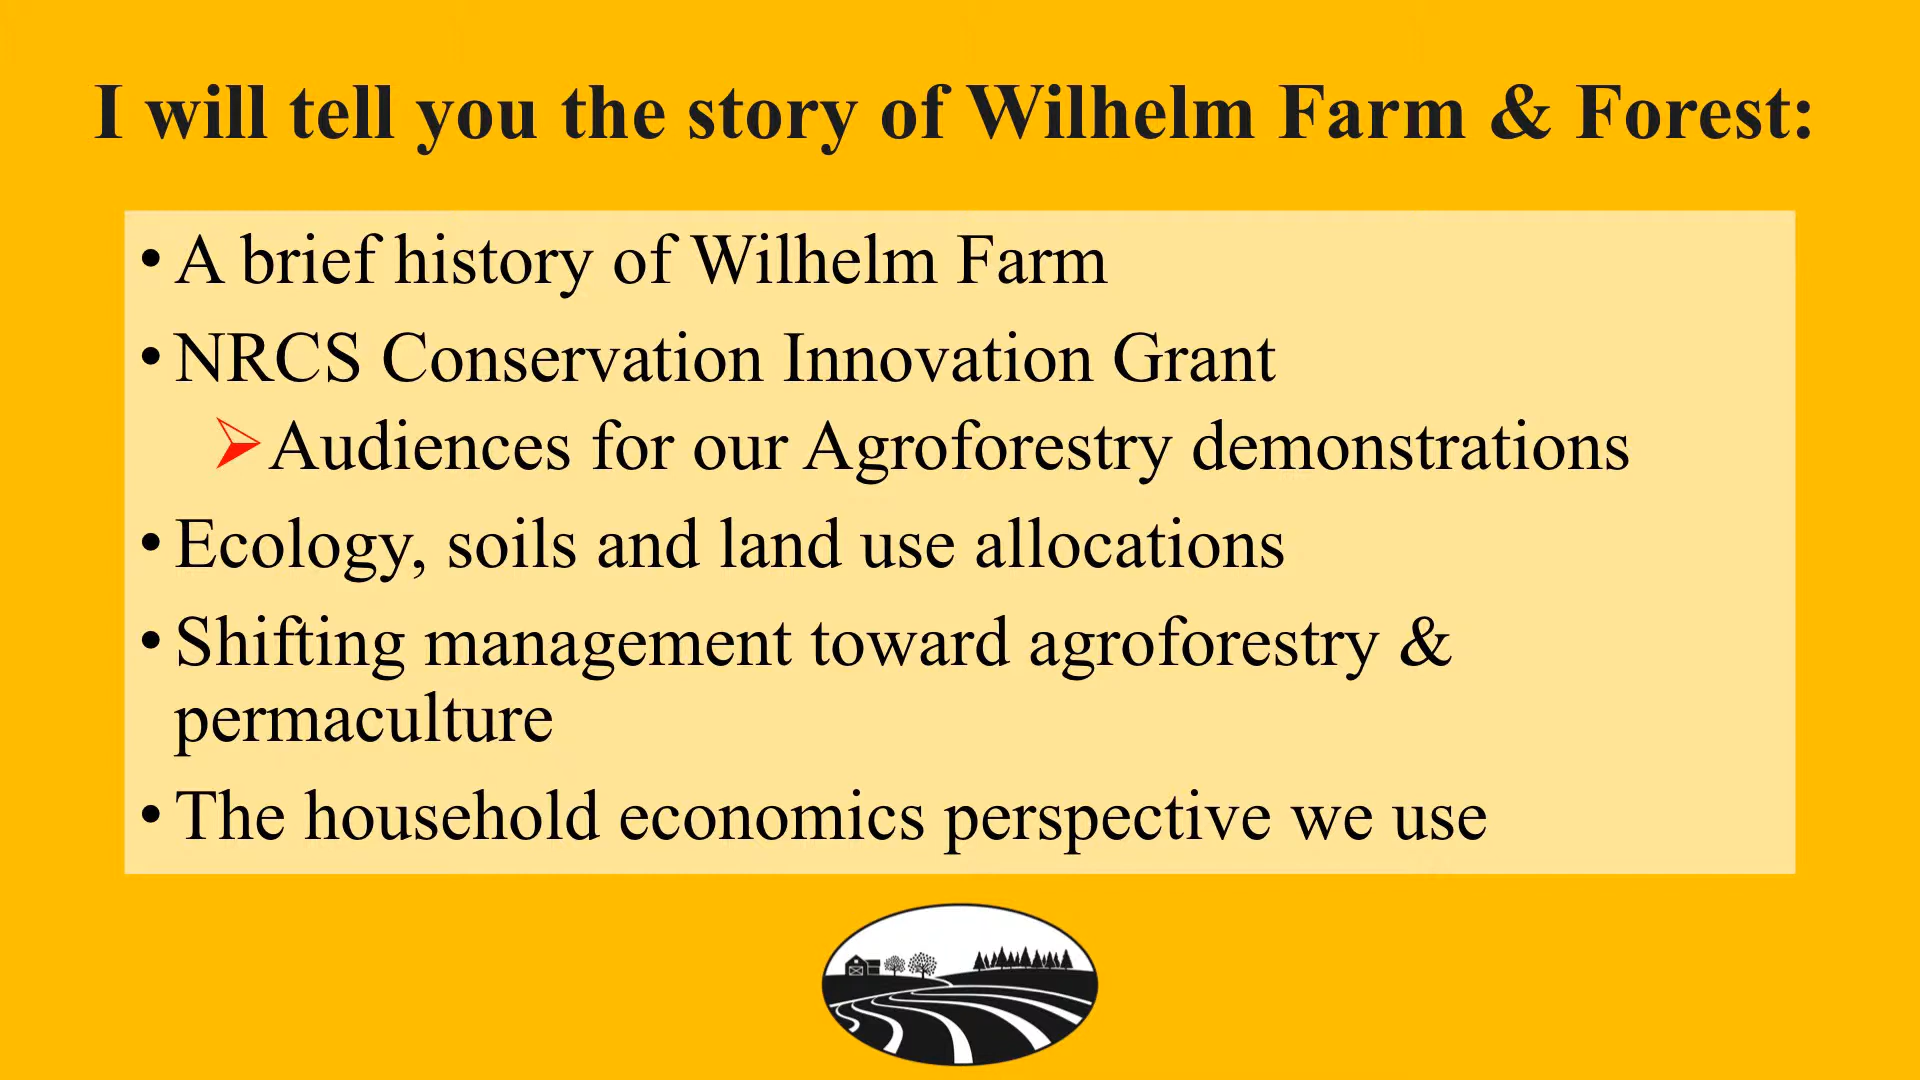 I will tell you the story of Wilhelm Farm & Forest:
• A brief history of Wilhelm Farm
• NRCS Conservation Innovation Grant
➢Audiences for our Agroforestry demonstrations
• Ecology, soils and land use allocations
• Shifting management toward agroforestry &
permaculture
• The household economics perspective we use